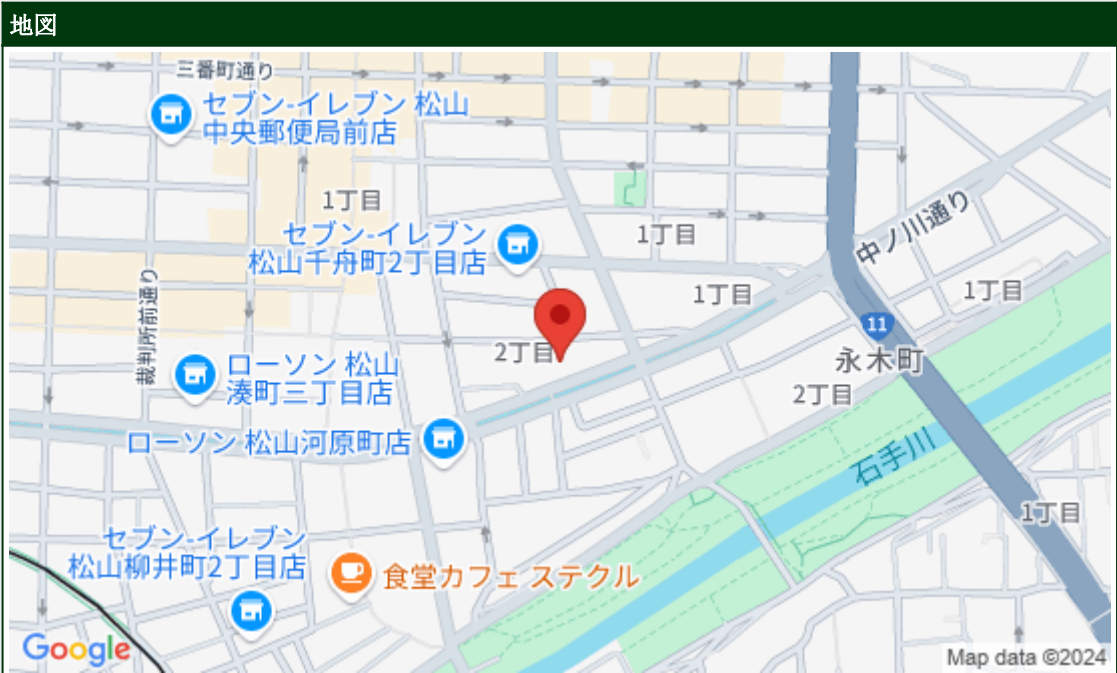 地図
三番町通り
セブン-イレブン 松山
中央郵便局前店
1丁目
セブン-イレブン
松山千舟町2丁目店
1丁目
中ノ川通り
1丁目
1丁目
裁判所前通り
2丁目
11
永木町
ローソン 松山
湊町三丁目店
2丁目
ローソン 松山河原町店
石手川
1丁目
セブン-イレブン
松山柳井町2丁目店
食堂カフェ ステクル
Google
Map data ©2024